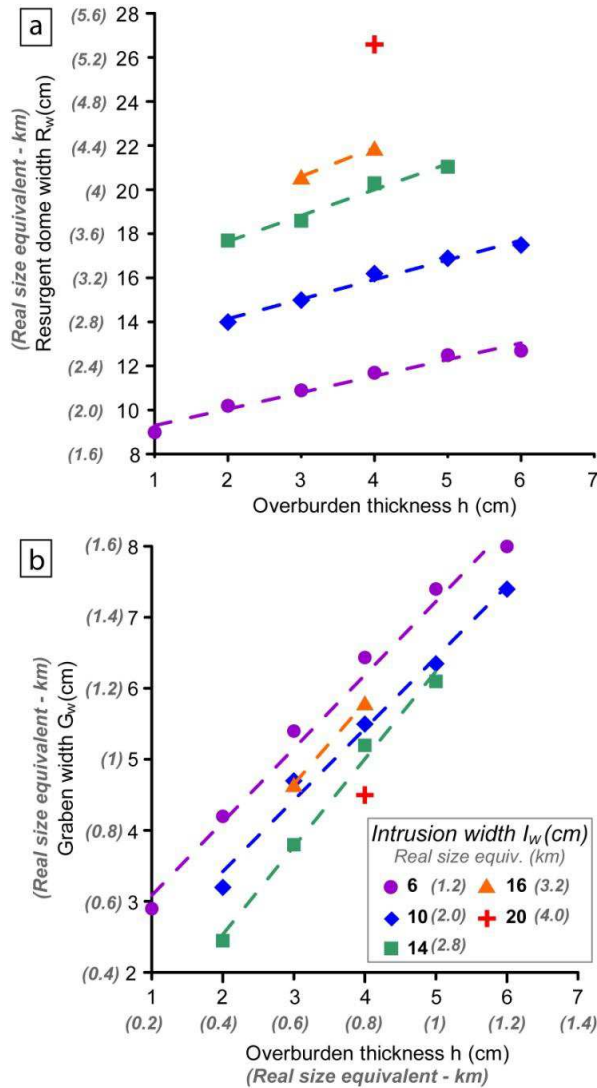 a
(Real size equivalent - km)
Resurgent dome width Rw(cm)
(5.6) 28
(5.2) 26
(4.8) 24
(4.4) 22
(4) 20
(3.6) 18
(3.2) 16
(2.8) 14
(2.4) 12
(2.0) 10
(1.6) 8
1 2 3 4 5 6 7
Overburden thickness h (cm)
b
(Real size equivalent - km)
Graben width Gw(cm)
(1.6) 8
(1.4) 7
(1.2) 6
(1) 5
(0.8) 4
(0.6) 3
(0.4) 2
Intrusion width Iw(cm)
Real size equiv. (km)
6 (1.2) 16 (3.2)
10 (2.0) 20 (4.0)
14 (2.8)
1 2 3 4 5 6 7
(0.2) (0.4) (0.6) (0.8) (1) (1.2) (1.4)
Overburden thickness h (cm)
(Real size equivalent - km)